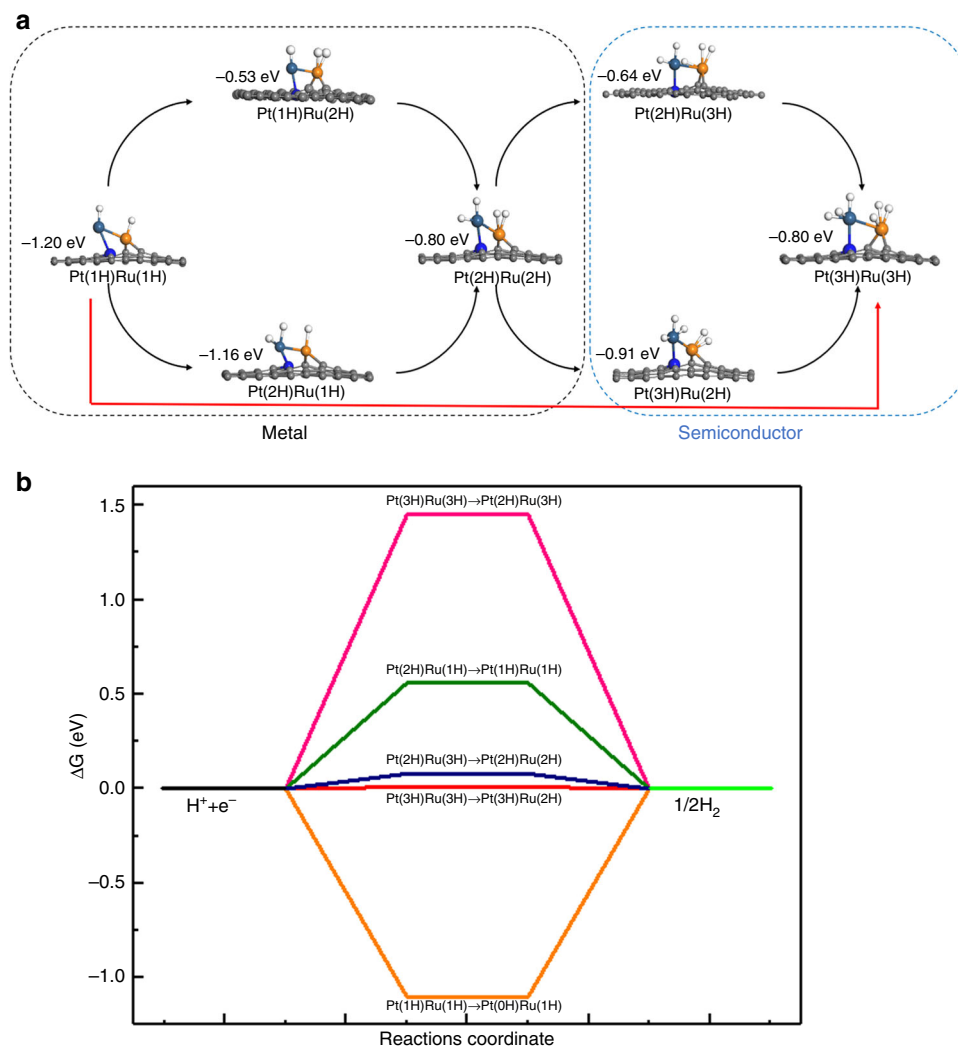 a
−0.53 eV
Pt(1H)Ru(2H)
−0.64 eV
Pt(2H)Ru(3H)
−1.20 eV
Pt(1H)Ru(1H)
−0.80 eV
Pt(2H)Ru(2H)
−0.80 eV
Pt(3H)Ru(3H)
−1.16 eV
Pt(2H)Ru(1H)
−0.91 eV
Pt(3H)Ru(2H)
Metal
Semiconductor
b
1.5
1.0
0.5
0.0
−0.5
−1.0
ΔG (eV)
Pt(3H)Ru(3H)→Pt(2H)Ru(3H)
Pt(2H)Ru(1H)→Pt(1H)Ru(1H)
Pt(2H)Ru(3H)→Pt(2H)Ru(2H)
H⁺+e⁻
Pt(3H)Ru(3H)→Pt(3H)Ru(2H)
1/2H₂
Pt(1H)Ru(1H)→Pt(0H)Ru(1H)
Reactions coordinate